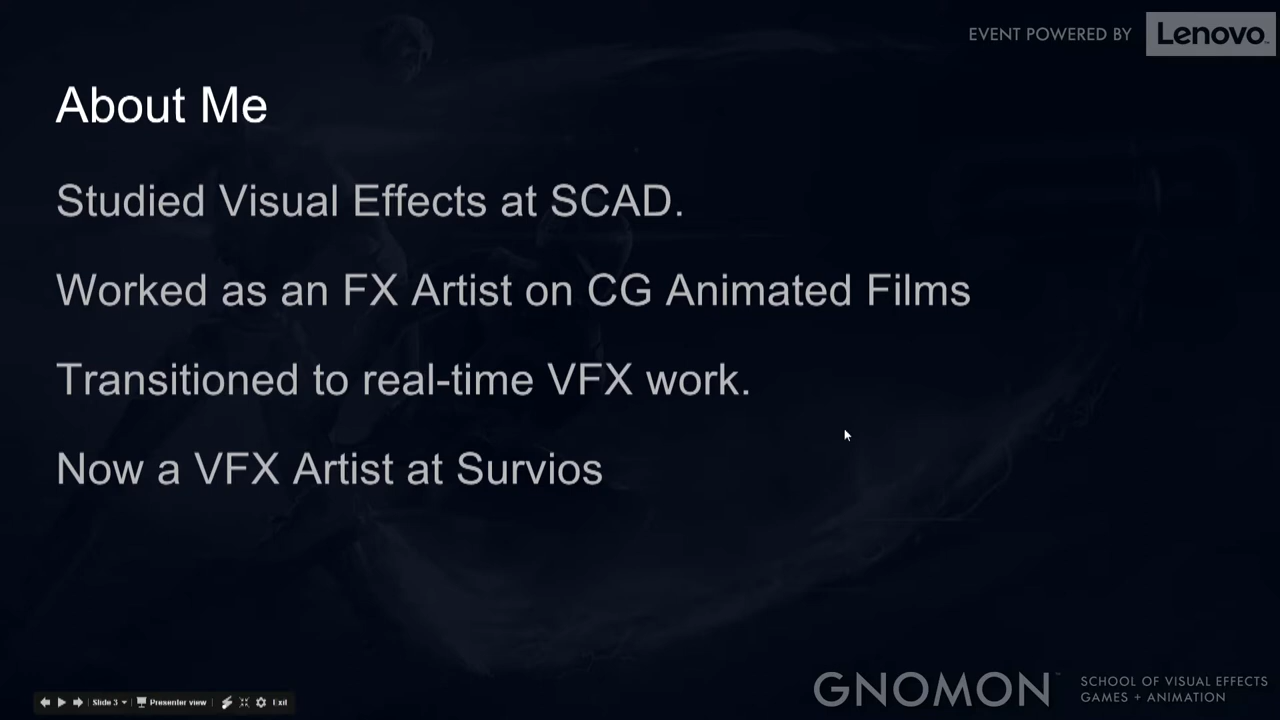 EVENT POWERED BY Lenovo
About Me
Studied Visual Effects at SCAD.
Worked as an FX Artist on CG Animated Films
Transitioned to real-time VFX work.
Now a VFX Artist at Survios
GNOMON™ SCHOOL OF VISUAL EFFECTS
GAMES + ANIMATION
Slide 3 Presenter view Exit